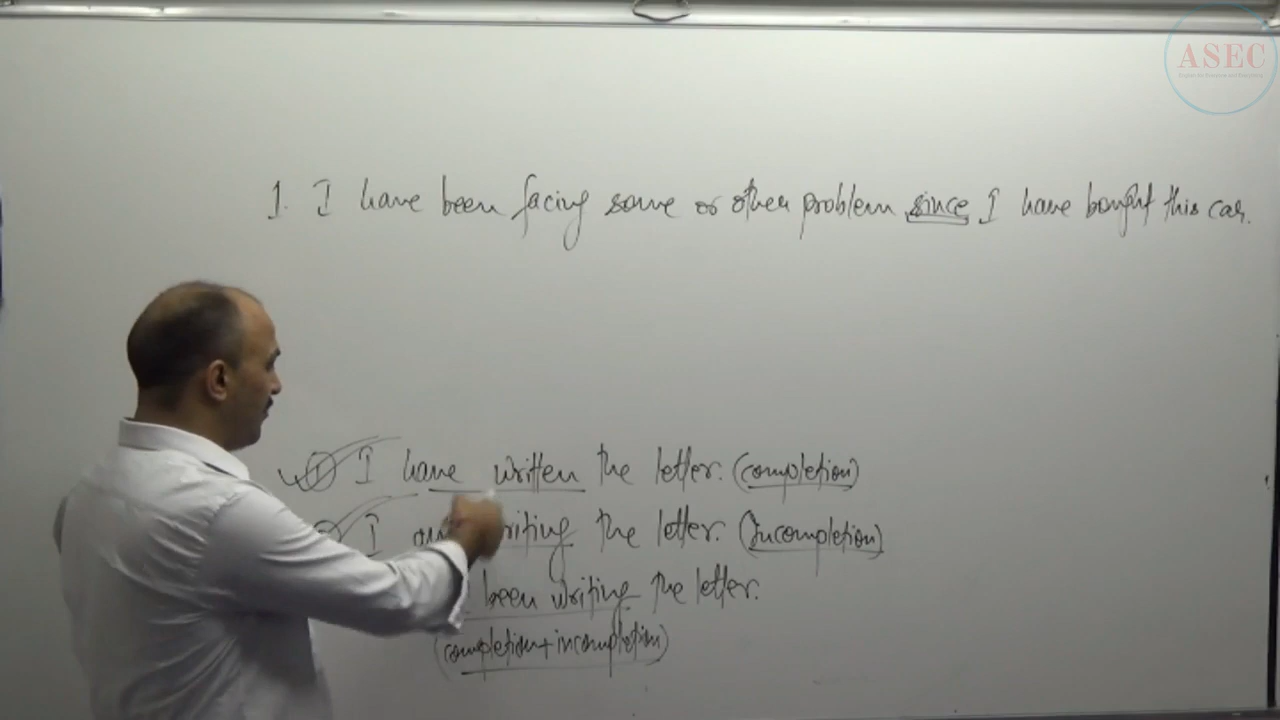 ASEC
1. I have been facing some or other problem since I have bought this car.
1 I have written the letter. (completion)
I writing the letter. (Incompletion)
been writing the letter.
(completion + incompletion)